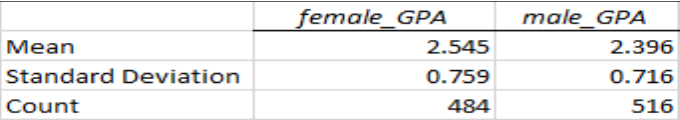 female_GPA male_GPA
Mean 2.545 2.396
Standard Deviation 0.759 0.716
Count 484 516